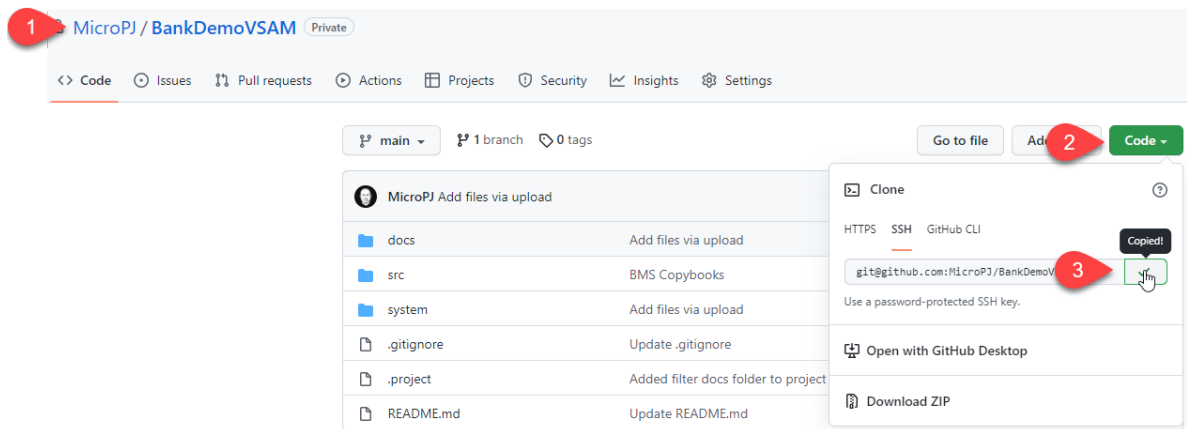 1 MicroPJ / BankDemoVSAM Private
<> Code Issues Pull requests Actions Projects Security Insights Settings
main 1 branch 0 tags Go to file 2 Code
MicroPJ Add files via upload
Clone
HTTPS SSH GitHub CLI
Copied!
docs Add files via upload
src BMS Copybooks
git@github.com:MicroPJ/BankDemoV 3
Use a password-protected SSH key.
system Add files via upload
.gitignore Update .gitignore
Open with GitHub Desktop
.project Added filter docs folder to project
Download ZIP
README.md Update README.md